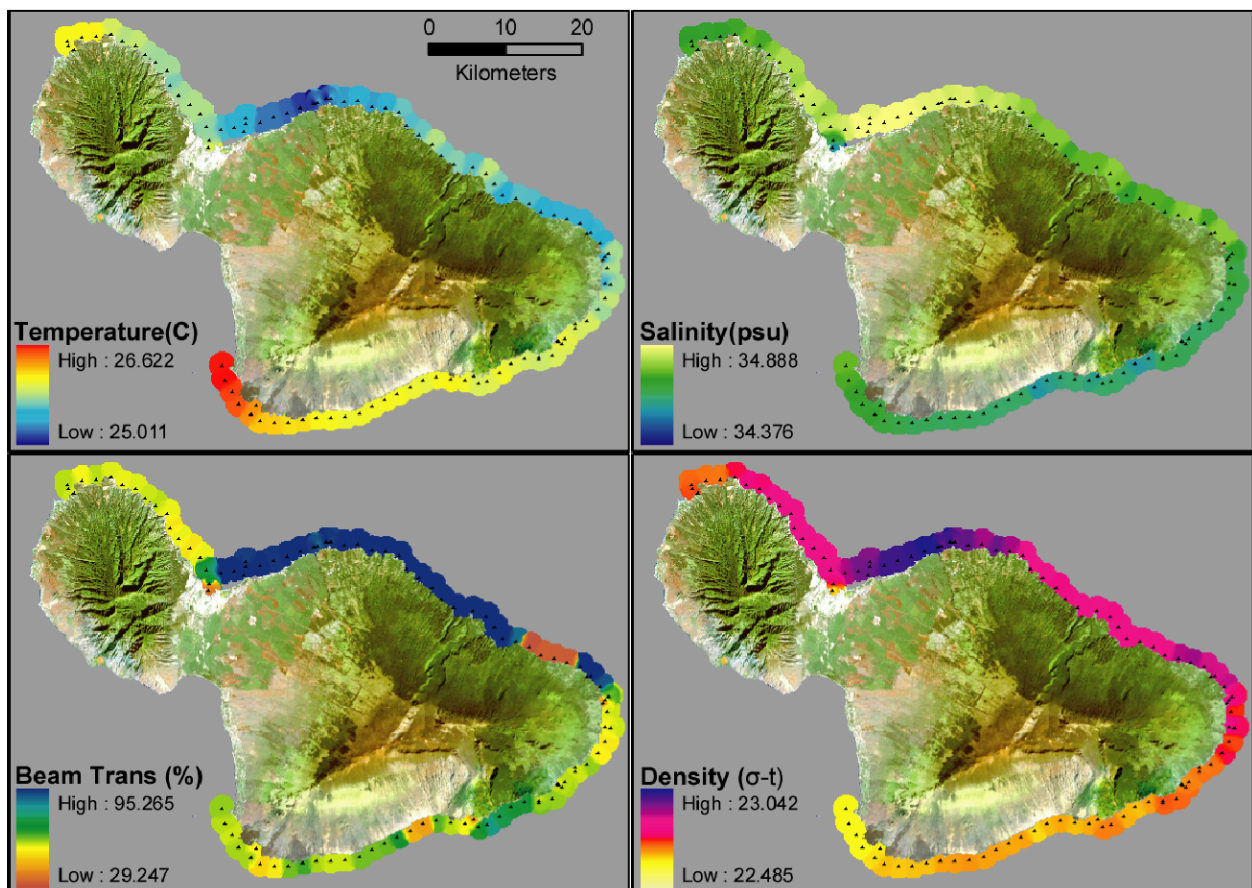 0 10 20
Kilometers
Temperature(C)
High : 26.622
Low : 25.011
Salinity(psu)
High : 34.888
Low : 34.376
Beam Trans (%)
High : 95.265
Low : 29.247
Density (σ-t)
High : 23.042
Low : 22.485